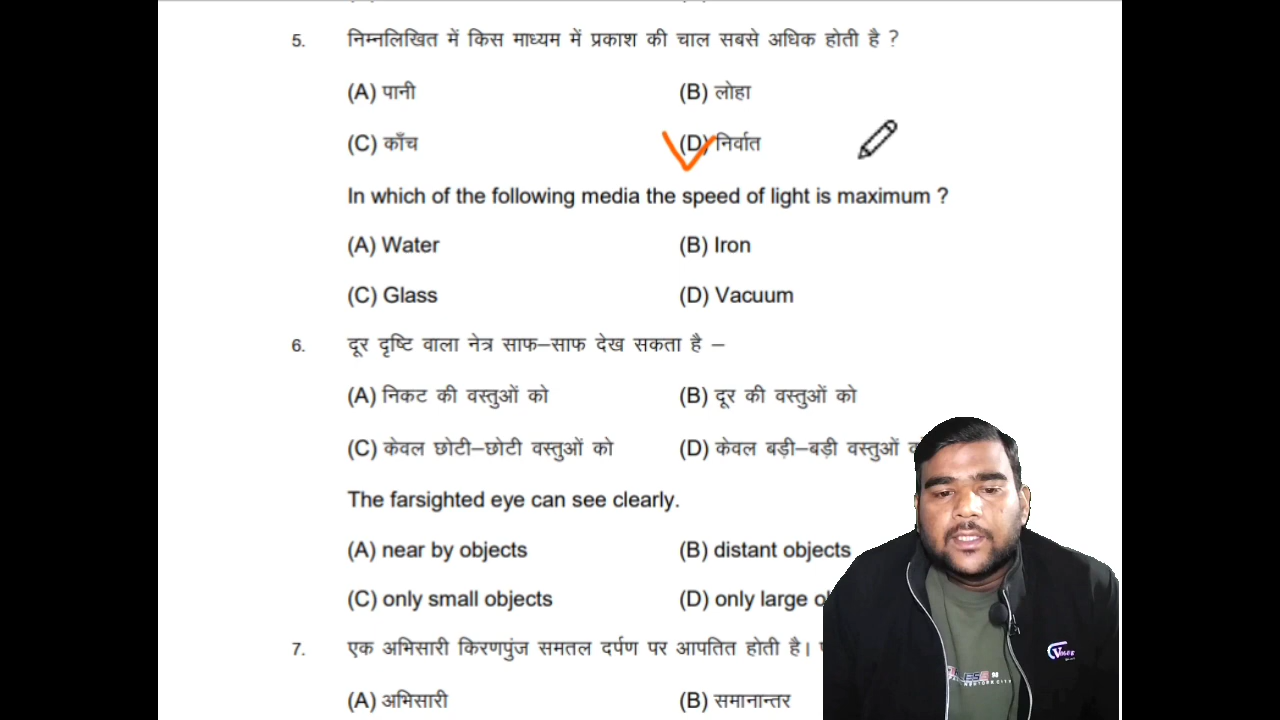 5. निम्नलिखित में किस माध्यम में प्रकाश की चाल सबसे अधिक होती है ?
(A) पानी (B) लोहा
(C) काँच (D) निर्वात
In which of the following media the speed of light is maximum ?
(A) Water (B) Iron
(C) Glass (D) Vacuum
6. दूर दृष्टि वाला नेत्र साफ–साफ देख सकता है –
(A) निकट की वस्तुओं को (B) दूर की वस्तुओं को
(C) केवल छोटी–छोटी वस्तुओं को (D) केवल बड़ी–बड़ी वस्तुओं
The farsighted eye can see clearly.
(A) near by objects (B) distant objects
(C) only small objects (D) only large
7. एक अभिसारी किरणपुंज समतल दर्पण पर आपतित होती है।
(A) अभिसारी (B) समानान्तर